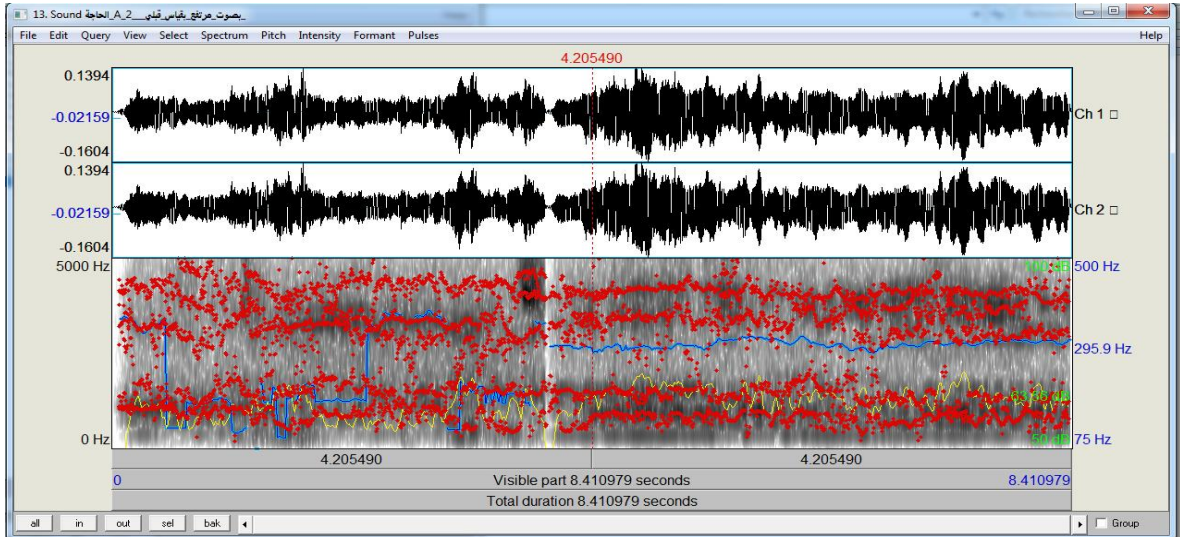 13. Sound الحاجة_A_2__بصوت_مرتفع_بقياس_قبلي_
File Edit Query View Select Spectrum Pitch Intensity Formant Pulses Help
4.205490
0.1394
-0.02159
-0.1604
Ch 1
0.1394
-0.02159
-0.1604
Ch 2
5000 Hz
0 Hz
100 dB
500 Hz
295.9 Hz
50 dB
75 Hz
4.205490 4.205490
0 Visible part 8.410979 seconds 8.410979
Total duration 8.410979 seconds
all in out sel bak Group